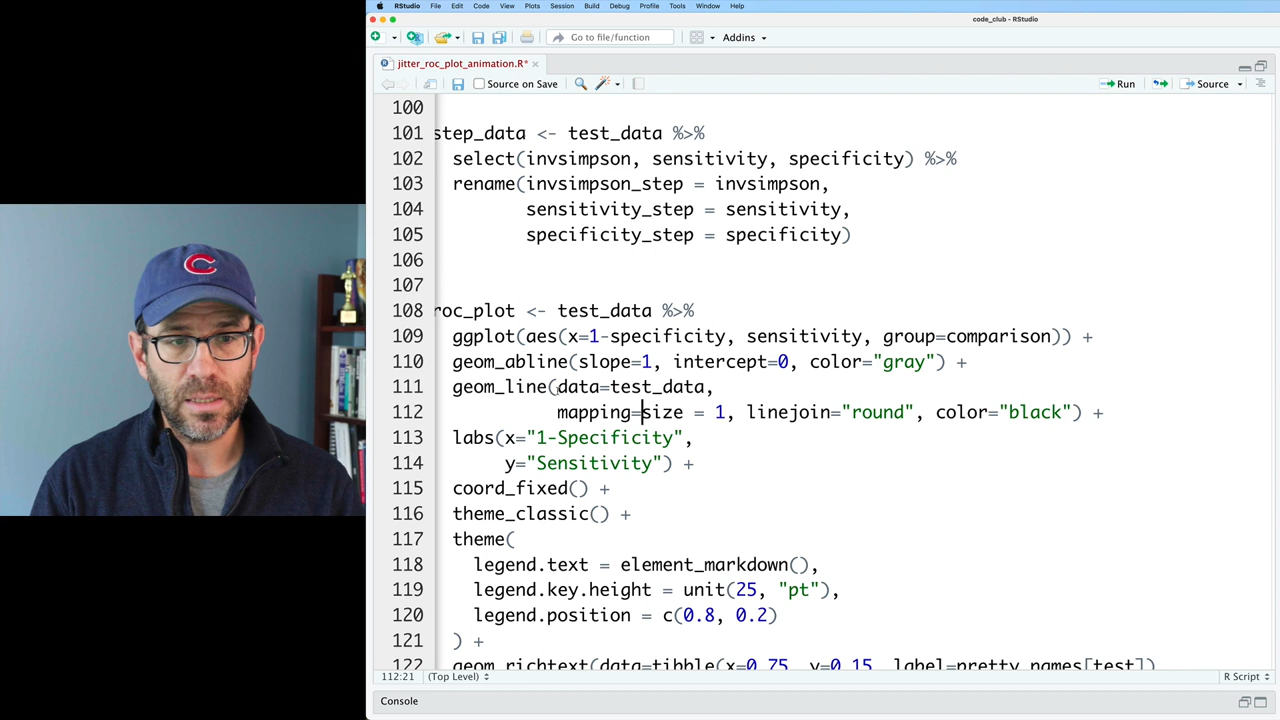 RStudio File Edit Code View Plots Session Build Debug Profile Tools Window Help
code_club - RStudio
Go to file/function Addins
jitter_roc_plot_animation.R*
Source on Save Run Source
100
101 step_data <- test_data %>%
102 select(invsimpson, sensitivity, specificity) %>%
103 rename(invsimpson_step = invsimpson,
104 sensitivity_step = sensitivity,
105 specificity_step = specificity)
106
107
108 roc_plot <- test_data %>%
109 ggplot(aes(x=1-specificity, sensitivity, group=comparison)) +
110 geom_abline(slope=1, intercept=0, color="gray") +
111 geom_line(data=test_data,
112 mapping=size = 1, linejoin="round", color="black") +
113 labs(x="1-Specificity",
114 y="Sensitivity") +
115 coord_fixed() +
116 theme_classic() +
117 theme(
118 legend.text = element_markdown(),
119 legend.key.height = unit(25, "pt"),
120 legend.position = c(0.8, 0.2)
121 ) +
122 geom_richtext(data=tibble(x=0.75, y=0.15, label=pretty_names[test])
112:21 (Top Level) R Script
Console
C